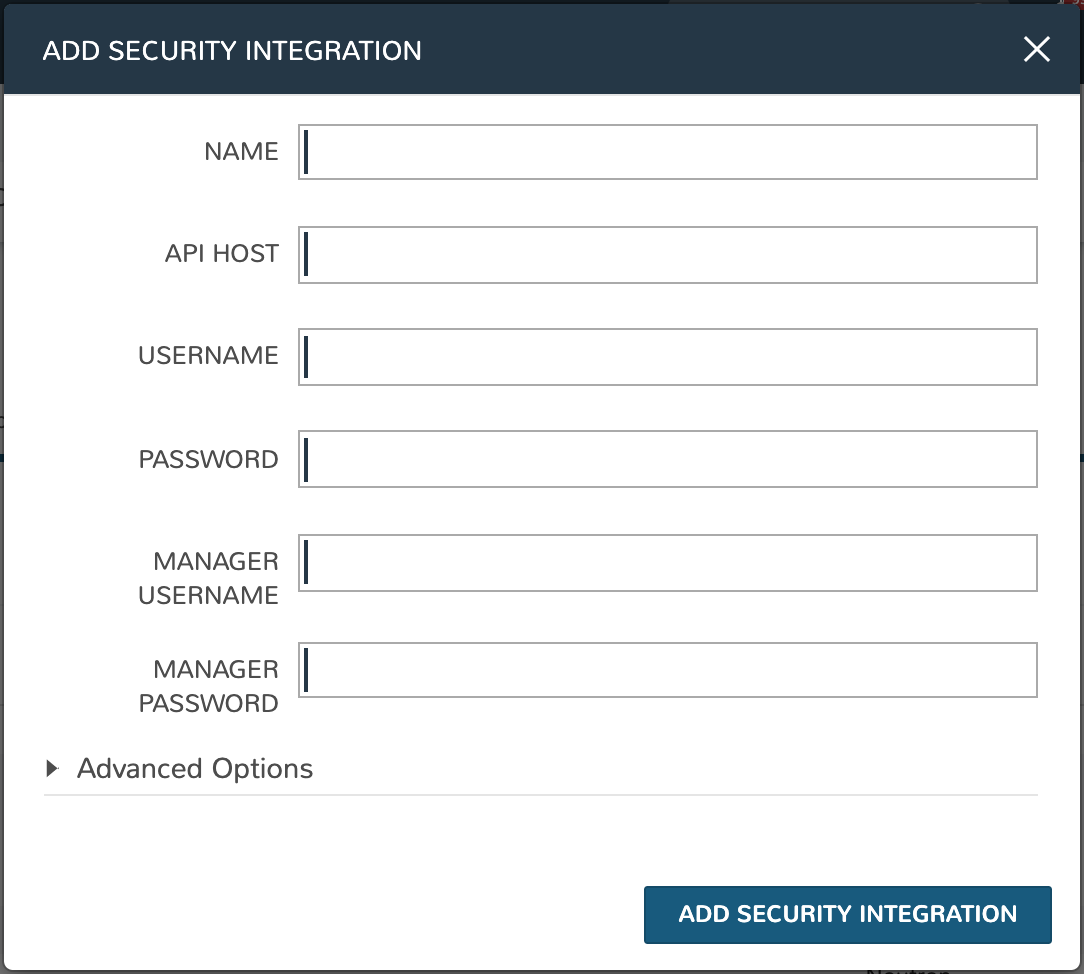 ADD SECURITY INTEGRATION
NAME
API HOST
USERNAME
PASSWORD
MANAGER
USERNAME
MANAGER
PASSWORD
Advanced Options
ADD SECURITY INTEGRATION